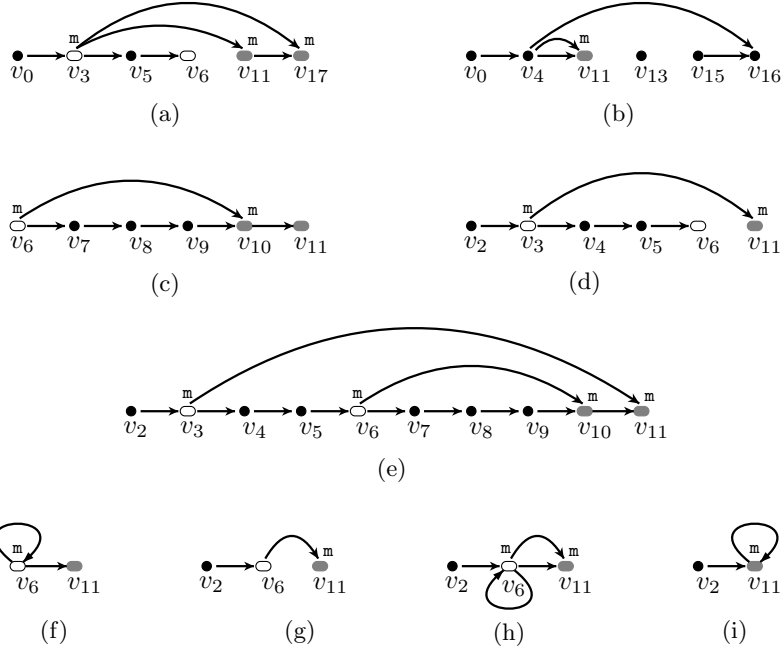 m m m
v0 v3 v5 v6 v11 v17
(a)
m
v0 v4 v11 v13 v15 v16
(b)
m m
v6 v7 v8 v9 v10 v11
(c)
m m
v2 v3 v4 v5 v6 v11
(d)
m m m m
v2 v3 v4 v5 v6 v7 v8 v9 v10 v11
(e)
m
v6 v11
(f)
m
v2 v6 v11
(g)
m m
v2 v6 v11
(h)
m
v2 v11
(i)